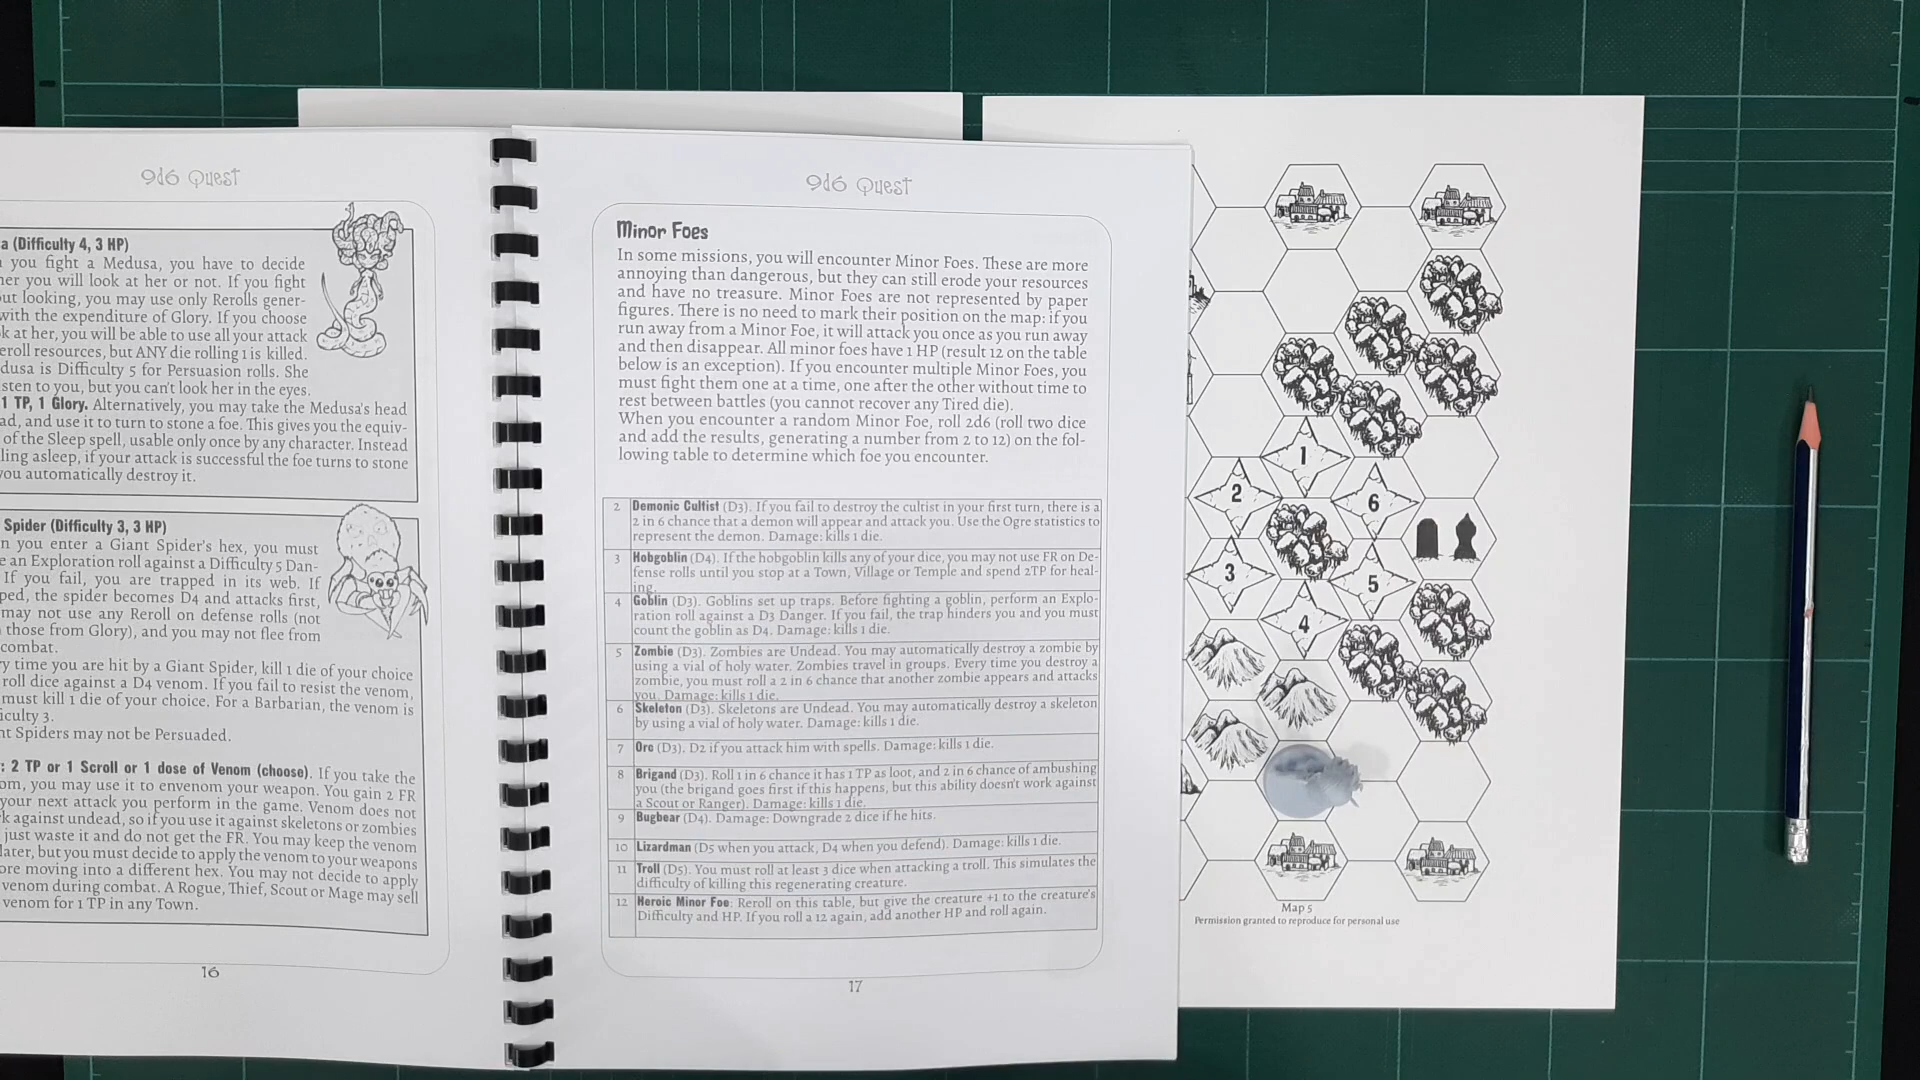 9d6 Quest
a (Difficulty 4, 3 HP)
you fight a Medusa, you have to decide
her you will look at her or not. If you fight
out looking, you may use only Rerolls gener-
with the expenditure of Glory. If you choose
k at her, you will be able to use all your attack
eroll resources, but ANY die rolling 1 is killed.
dusa is Difficulty 5 for Persuasion rolls. She
sten to you, but you can't look her in the eyes.
1 TP, 1 Glory. Alternatively, you may take the Medusa's head
ad, and use it to turn to stone a foe. This gives you the equiv-
of the Sleep spell, usable only once by any character. Instead
ling asleep, if your attack is successful the foe turns to stone
you automatically destroy it.
Spider (Difficulty 3, 3 HP)
n you enter a Giant Spider's hex, you must
e an Exploration roll against a Difficulty 5 Dan-
If you fail, you are trapped in its web. If
ped, the spider becomes D4 and attacks first,
may not use any Reroll on defense rolls (not
those from Glory), and you may not flee from
combat.
ry time you are hit by a Giant Spider, kill 1 die of your choice
roll dice against a D4 venom. If you fail to resist the venom,
must kill 1 die of your choice. For a Barbarian, the venom is
iculty 3.
nt Spiders may not be Persuaded.
: 2 TP or 1 Scroll or 1 dose of Venom (choose). If you take the
om, you may use it to envenom your weapon. You gain 2 FR
your next attack you perform in the game. Venom does not
k against undead, so if you use it against skeletons or zombies
just waste it and do not get the FR. You may keep the venom
later, but you must decide to apply the venom to your weapons
ore moving into a different hex. You may not decide to apply
venom during combat. A Rogue, Thief, Scout or Mage may sell
venom for 1 TP in any Town.
16
9d6 Quest
Minor Foes
In some missions, you will encounter Minor Foes. These are more
annoying than dangerous, but they can still erode your resources
and have no treasure. Minor Foes are not represented by paper
figures. There is no need to mark their position on the map: if you
run away from a Minor Foe, it will attack you once as you run away
and then disappear. All minor foes have 1 HP (result 12 on the table
below is an exception). If you encounter multiple Minor Foes, you
must fight them one at a time, one after the other without time to
rest between battles (you cannot recover any Tired die).
When you encounter a random Minor Foe, roll 2d6 (roll two dice
and add the results, generating a number from 2 to 12) on the fol-
lowing table to determine which foe you encounter.
2 Demonic Cultist (D3). If you fail to destroy the cultist in your first turn, there is a
2 in 6 chance that a demon will appear and attack you. Use the Ogre statistics to
represent the demon. Damage: kills 1 die.
3 Hobgoblin (D4). If the hobgoblin kills any of your dice, you may not use FR on De-
fense rolls until you stop at a Town, Village or Temple and spend 2TP for heal-
ing.
4 Goblin (D3). Goblins set up traps. Before fighting a goblin, perform an Explo-
ration roll against a D3 Danger. If you fail, the trap hinders you and you must
count the goblin as D4. Damage: kills 1 die.
5 Zombie (D3). Zombies are Undead. You may automatically destroy a zombie by
using a vial of holy water. Zombies travel in groups. Every time you destroy a
zombie, you must roll a 2 in 6 chance that another zombie appears and attacks
you. Damage: kills 1 die.
6 Skeleton (D3). Skeletons are Undead. You may automatically destroy a skeleton
by using a vial of holy water. Damage: kills 1 die.
7 Orc (D3). D2 if you attack him with spells. Damage: kills 1 die.
8 Brigand (D3). Roll 1 in 6 chance it has 1 TP as loot, and 2 in 6 chance of ambushing
you (the brigand goes first if this happens, but this ability doesn't work against
a Scout or Ranger). Damage: kills 1 die.
9 Bugbear (D4). Damage: Downgrade 2 dice if he hits.
10 Lizardman (D5 when you attack, D4 when you defend). Damage: kills 1 die.
11 Troll (D5). You must roll at least 3 dice when attacking a troll. This simulates the
difficulty of killing this regenerating creature.
12 Heroic Minor Foe: Reroll on this table, but give the creature +1 to the creature's
Difficulty and HP. If you roll a 12 again, add another HP and roll again.
17
1
2
6
3
5
4
Map 5
Permission granted to reproduce for personal use